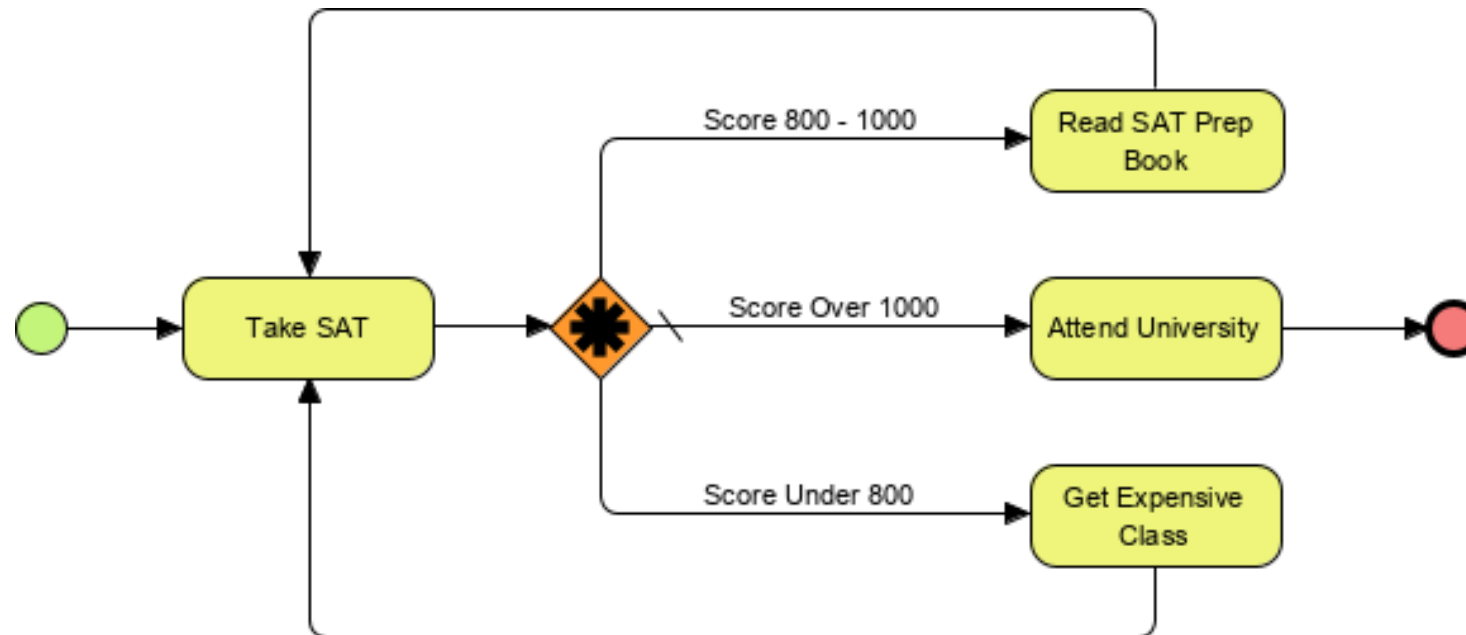 Score 800 - 1000
Read SAT Prep
Book
Take SAT
Score Over 1000
Attend University
Score Under 800
Get Expensive
Class